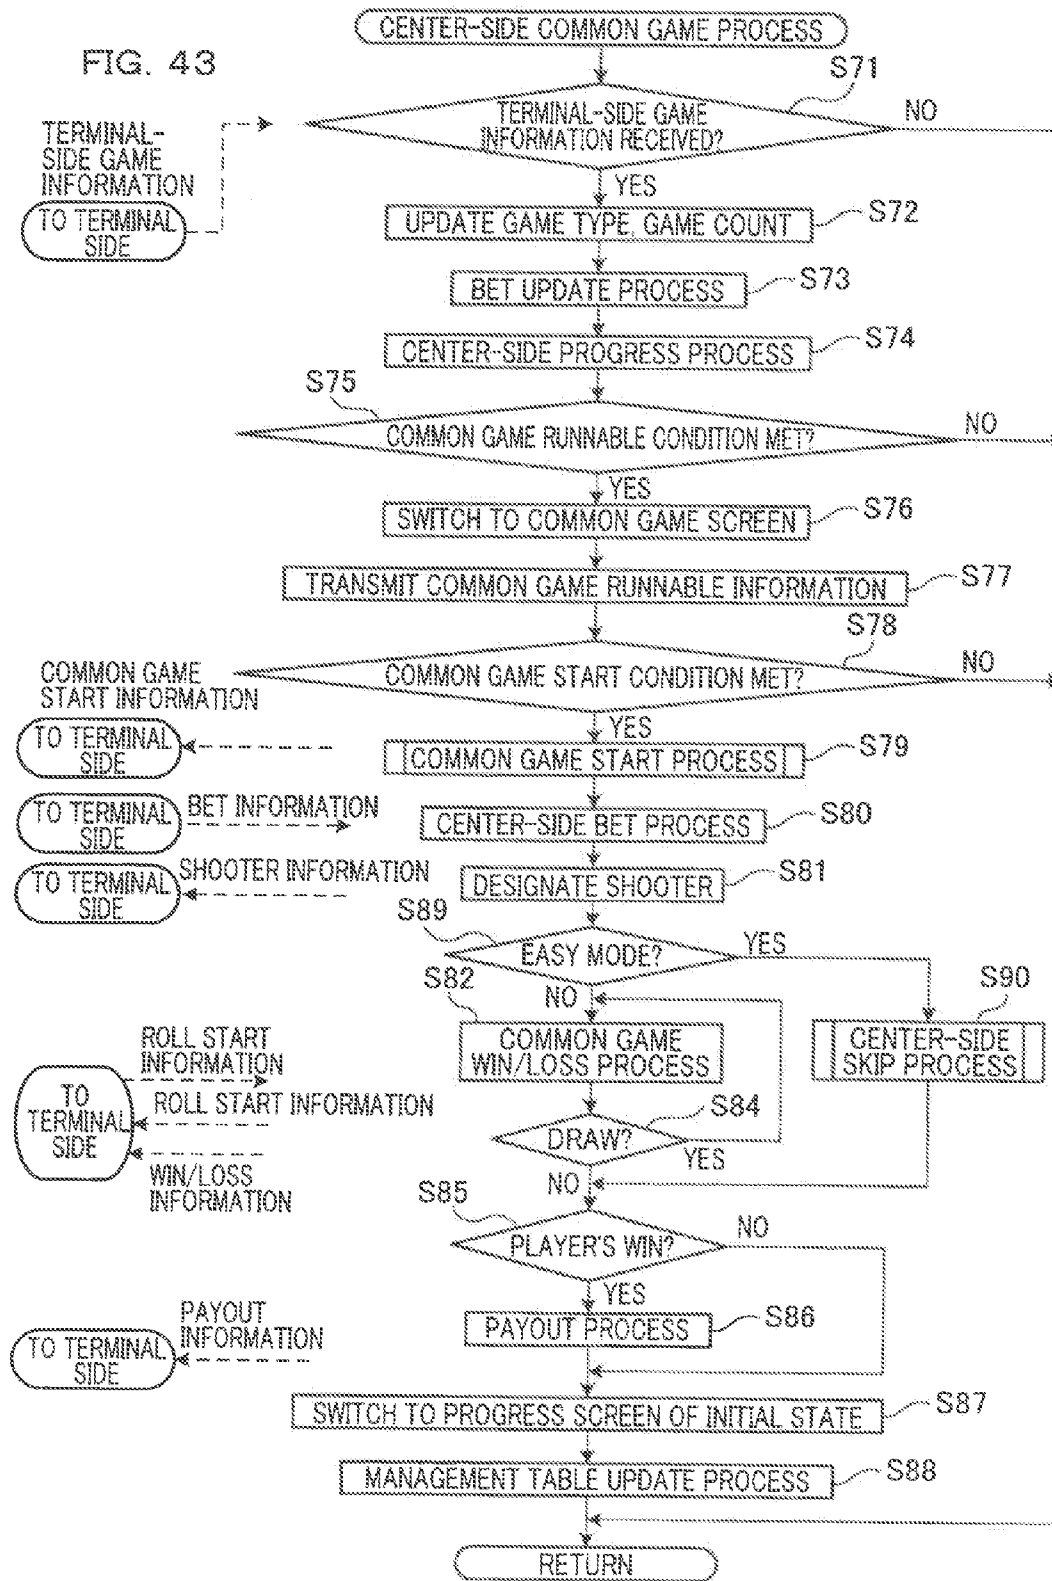 CENTER-SIDE COMMON GAME PROCESS
FIG. 43
S71
TERMINAL-SIDE GAME
INFORMATION RECEIVED?
NO
TERMINAL-
SIDE GAME
INFORMATION
TO TERMINAL
SIDE
YES
UPDATE GAME TYPE, GAME COUNT
S72
BET UPDATE PROCESS
S73
CENTER-SIDE PROGRESS PROCESS
S74
S75
COMMON GAME RUNNABLE CONDITION MET?
NO
YES
SWITCH TO COMMON GAME SCREEN
S76
TRANSMIT COMMON GAME RUNNABLE INFORMATION
S77
S78
COMMON GAME START CONDITION MET?
NO
COMMON GAME
START INFORMATION
TO TERMINAL
SIDE
YES
COMMON GAME START PROCESS
S79
TO TERMINAL
SIDE
BET INFORMATION
CENTER-SIDE BET PROCESS
S80
TO TERMINAL
SIDE
SHOOTER INFORMATION
DESIGNATE SHOOTER
S81
S89
EASY MODE?
YES
S82
NO
S90
COMMON GAME
WIN/LOSS PROCESS
CENTER-SIDE
SKIP PROCESS
ROLL START
INFORMATION
TO
TERMINAL
SIDE
ROLL START INFORMATION
WIN/LOSS
INFORMATION
S84
DRAW?
YES
NO
S85
PLAYER'S WIN?
NO
YES
PAYOUT PROCESS
S86
PAYOUT
INFORMATION
TO TERMINAL
SIDE
SWITCH TO PROGRESS SCREEN OF INITIAL STATE
S87
MANAGEMENT TABLE UPDATE PROCESS
S88
RETURN